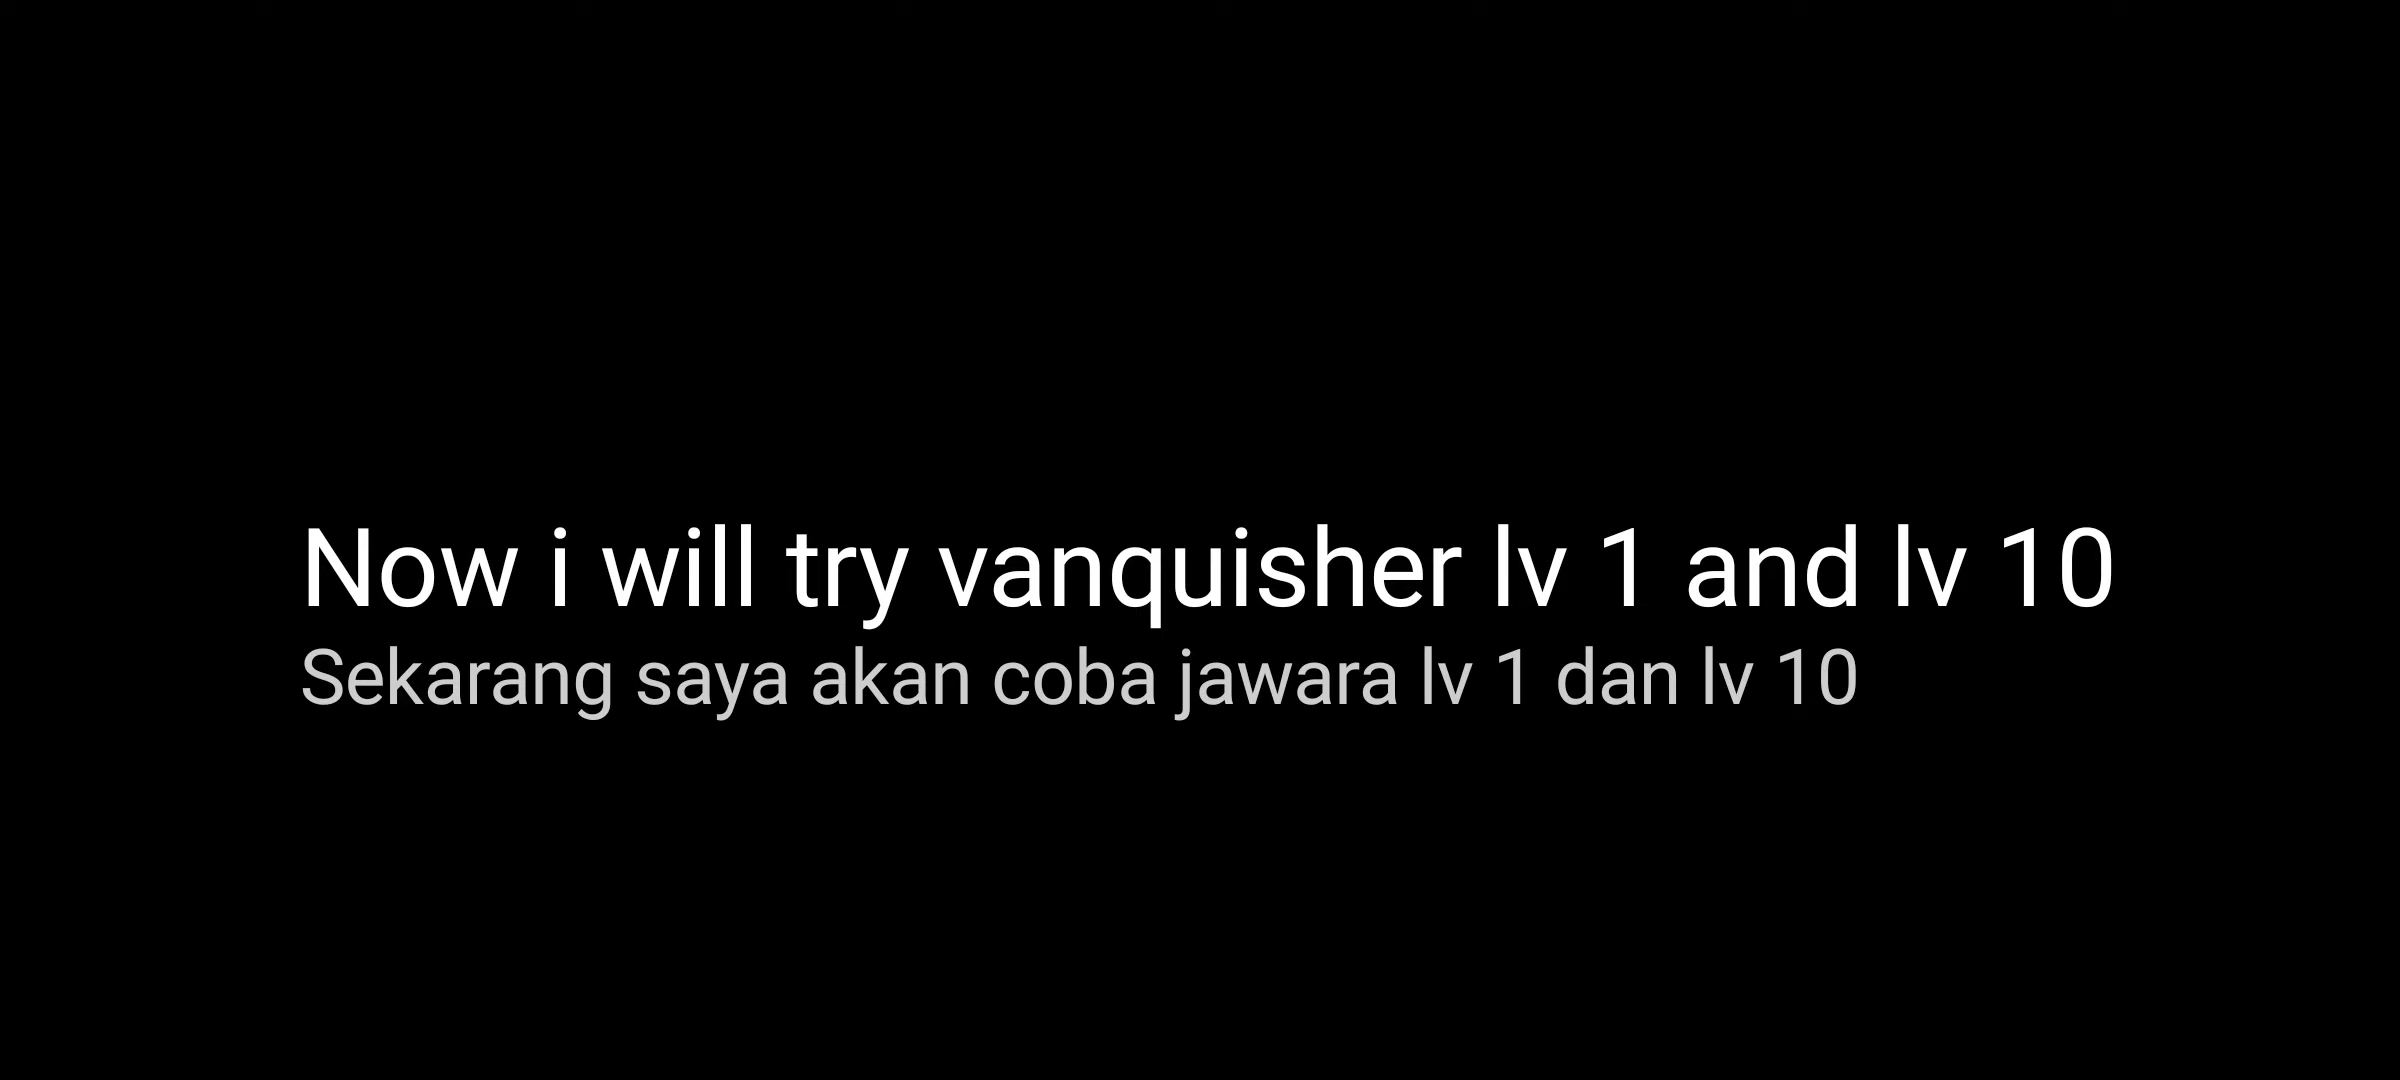 Now i will try vanquisher lv 1 and lv 10
Sekarang saya akan coba jawara lv 1 dan lv 10